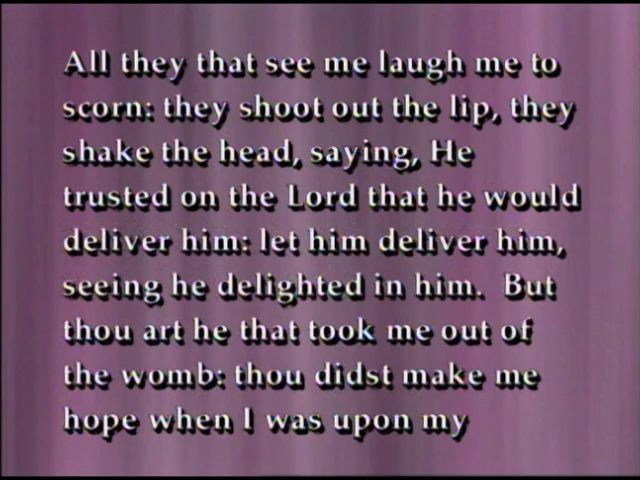 All they that see me laugh me to
scorn: they shoot out the lip, they
shake the head, saying, He
trusted on the Lord that he would
deliver him: let him deliver him,
seeing he delighted in him.  But
thou art he that took me out of
the womb: thou didst make me
hope when I was upon my